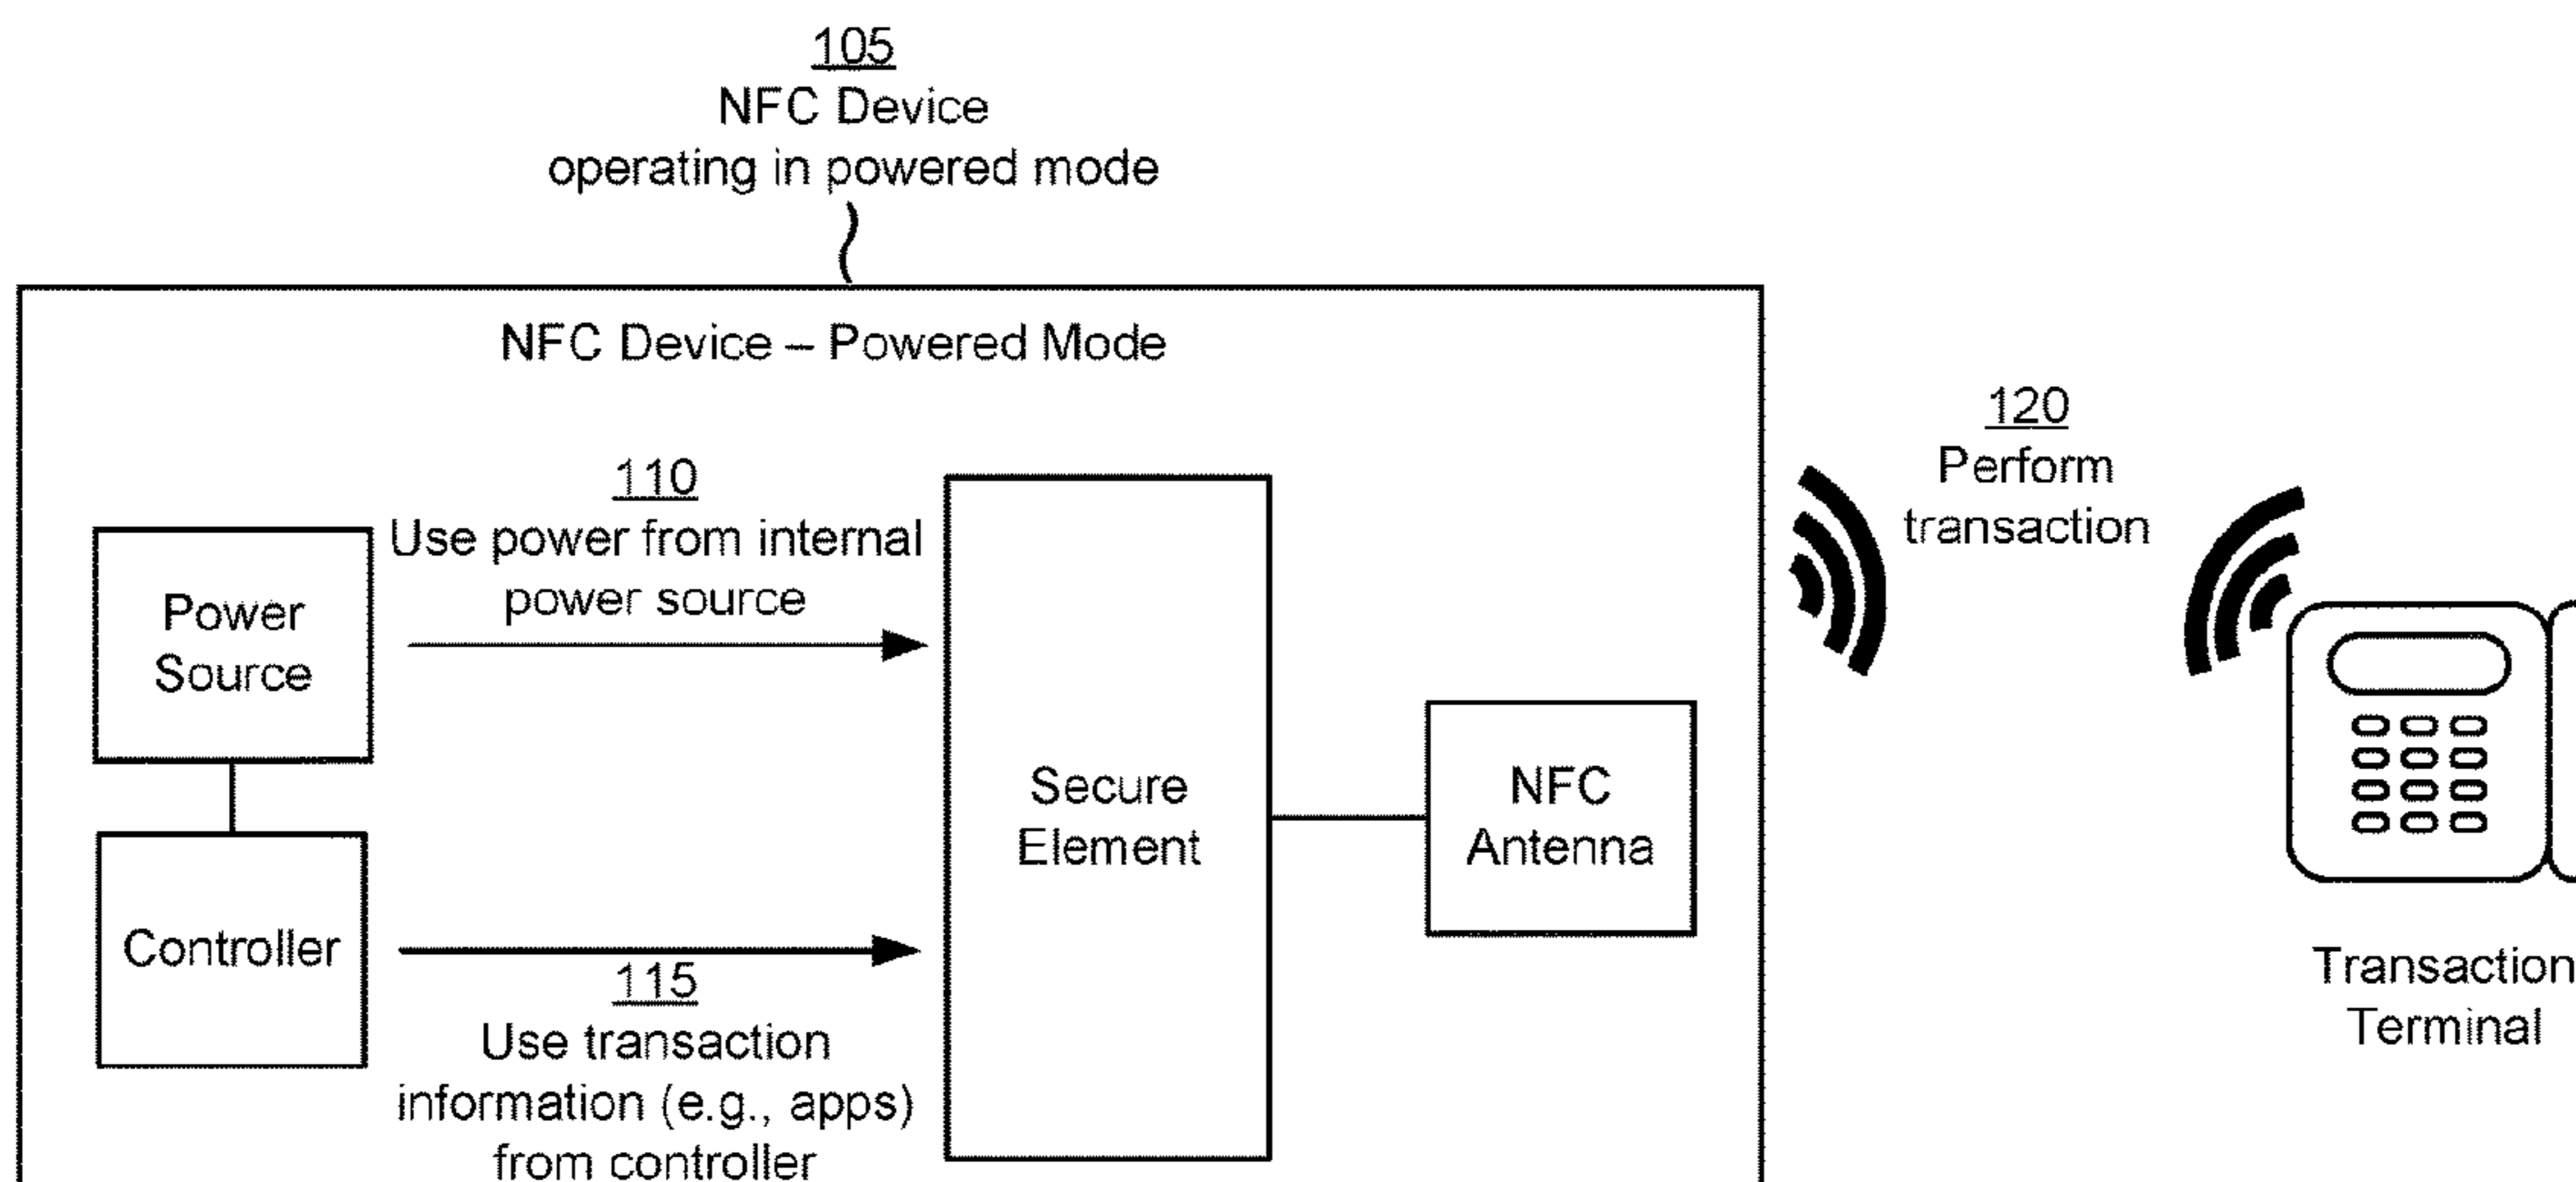 105
NFC Device
operating in powered mode
NFC Device – Powered Mode
110
Use power from internal
power source
Power
Source
Controller
115
Use transaction
information (e.g., apps)
from controller
Secure
Element
NFC
Antenna
120
Perform
transaction
Transaction
Terminal